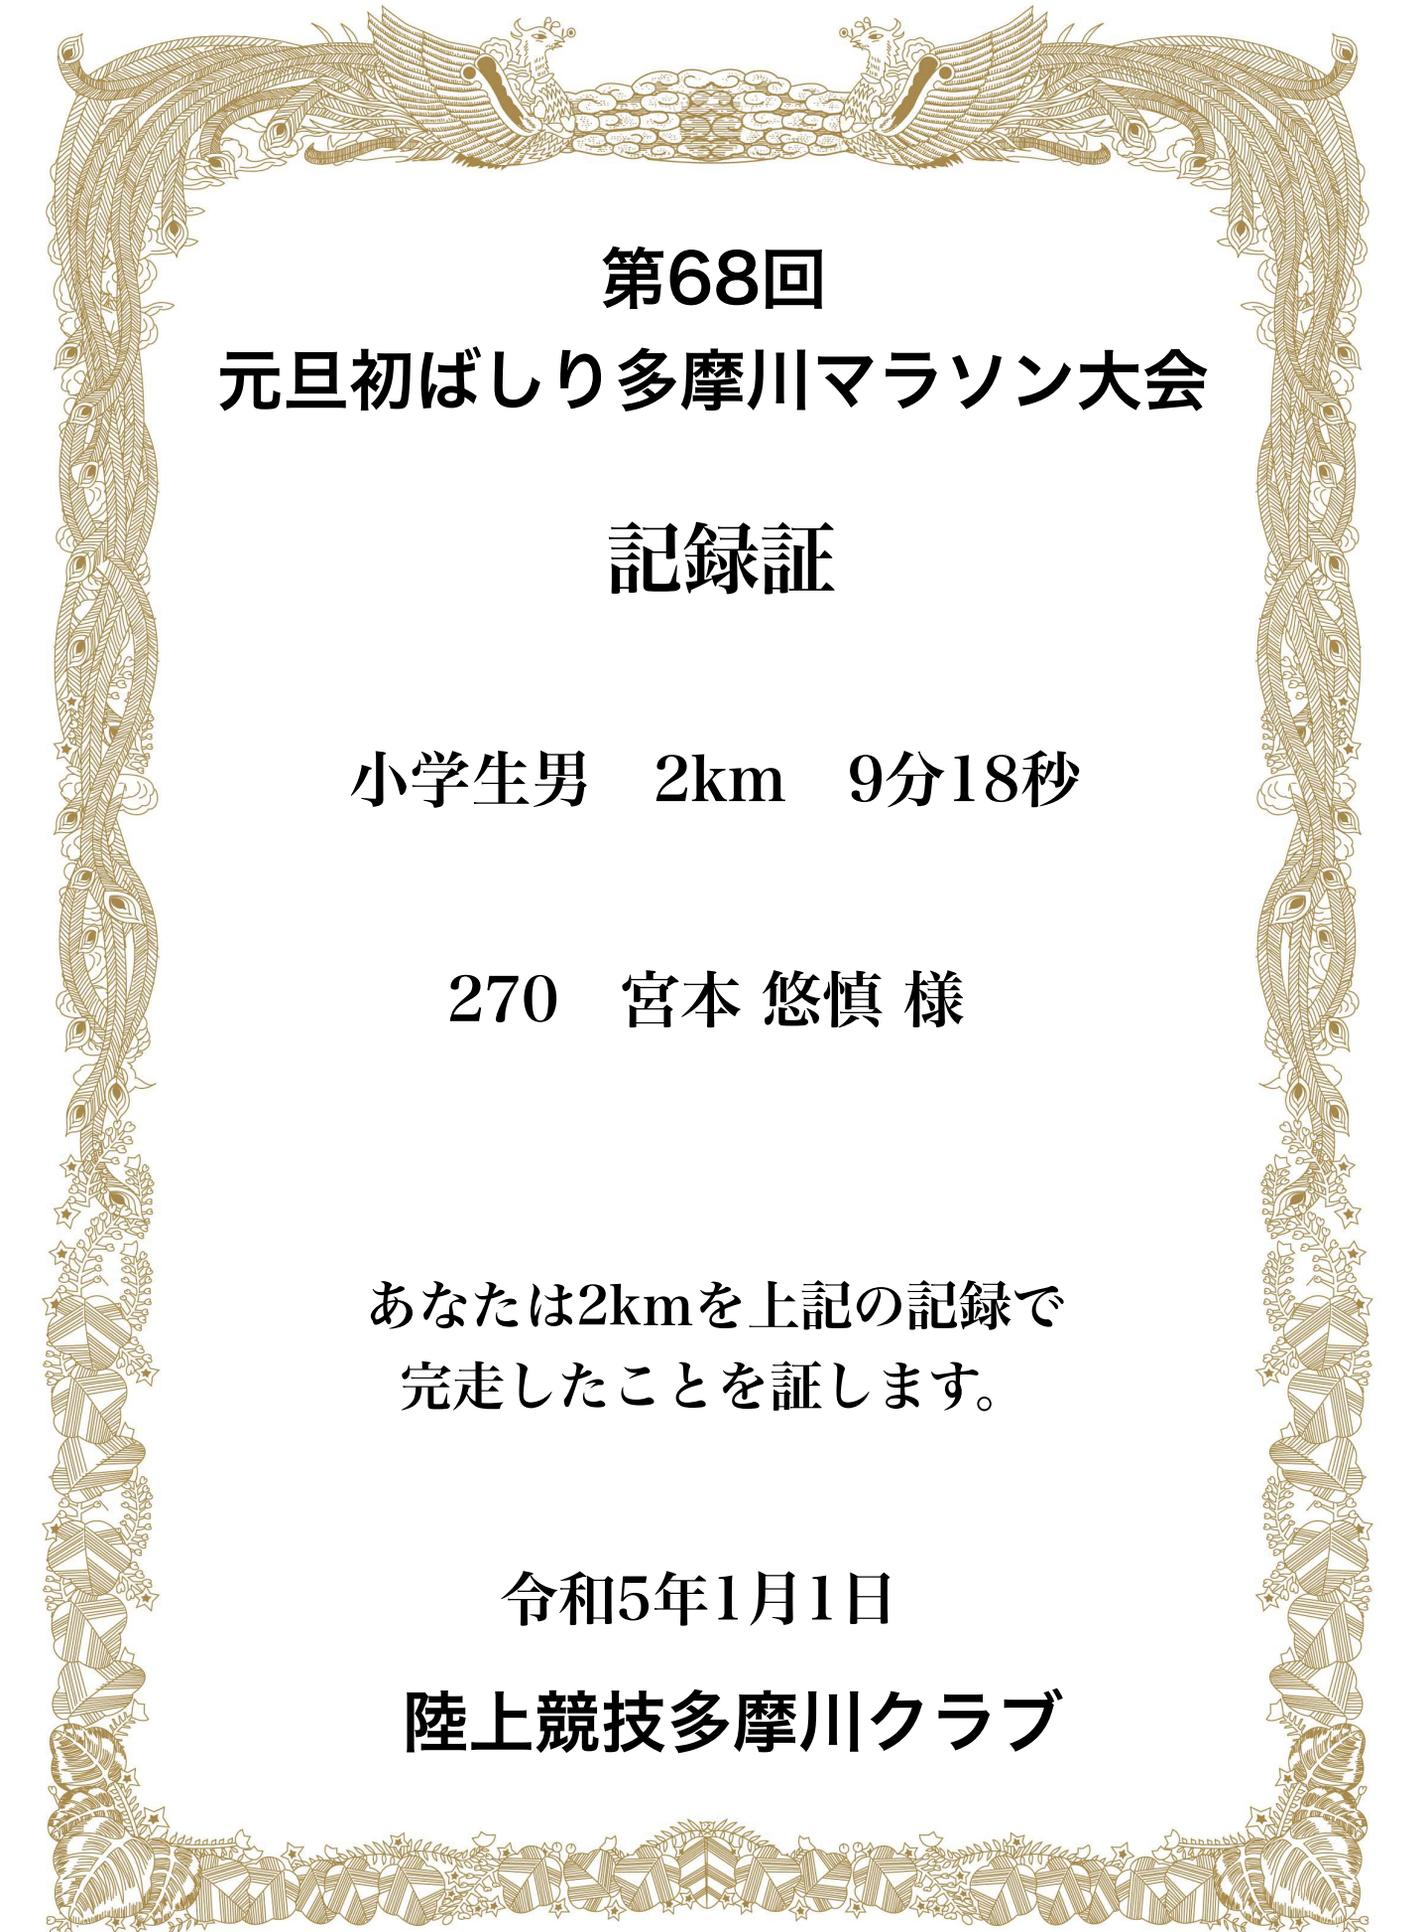 第68回
元旦初ばしり多摩川マラソン大会
記録証
小学生男　2km　9分18秒
270　宮本 悠慎 様
あなたは2kmを上記の記録で
完走したことを証します。
令和5年1月1日
陸上競技多摩川クラブ